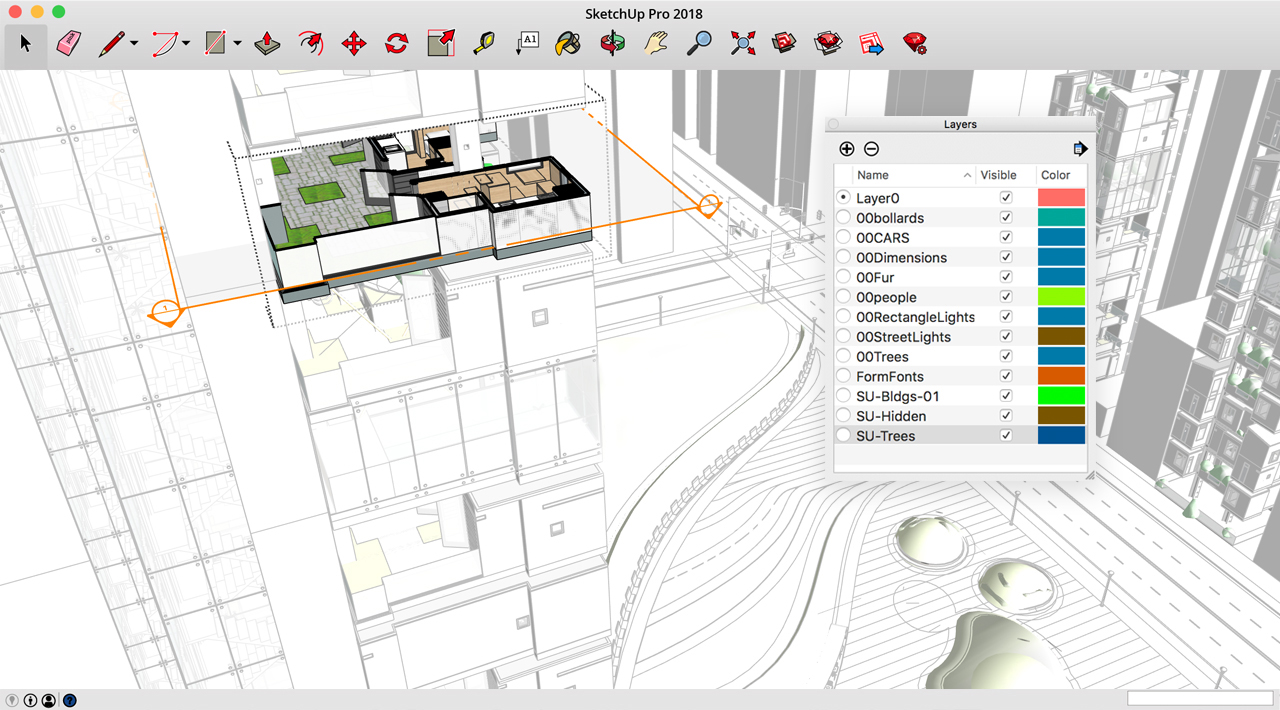 SketchUp Pro 2018
A1
Layers
Name Visible Color
Layer0
00bollards
00CARS
00Dimensions
00Fur
00people
00RectangleLights
00StreetLights
00Trees
FormFonts
SU-Bldgs-01
SU-Hidden
SU-Trees
1
?